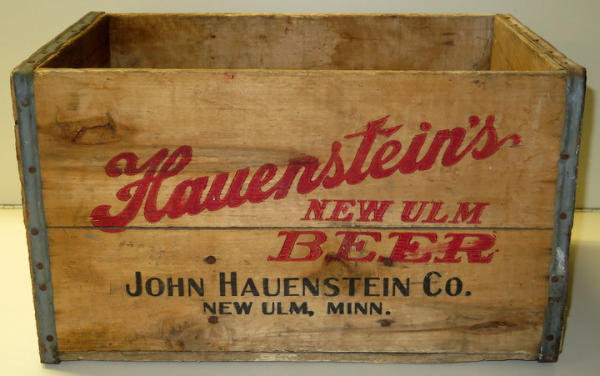 Hauenstein's
NEW ULM
BEER
JOHN HAUENSTEIN CO.
NEW ULM, MINN.